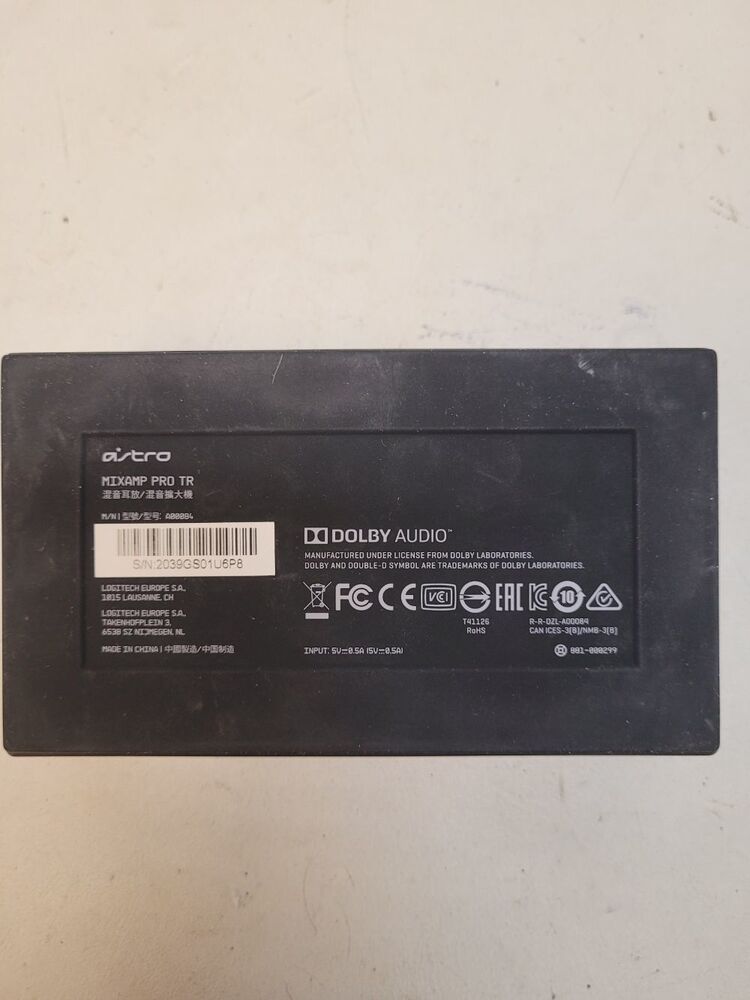 astro
MIXAMP PRO TR
混音耳放/混音擴大機
M/N | 型號/型号: A00084
S/N:2039GS01U6P8
LOGITECH EUROPE S.A.
1015 LAUSANNE, CH
LOGITECH EUROPE S.A.
TAKENHOFPLEIN 3,
6538 SZ NIJMEGEN, NL
MADE IN CHINA | 中國製造/中国制造
DOLBY AUDIO™
MANUFACTURED UNDER LICENSE FROM DOLBY LABORATORIES.
DOLBY AND DOUBLE-D SYMBOL ARE TRADEMARKS OF DOLBY LABORATORIES.
FC CE VCI EAC KC 10
T41126
RoHS
R-R-DZL-A00084
CAN ICES-3(B)/NMB-3(B)
INPUT: 5V⎓0.5A (5V⎓0.5A)
881-000299